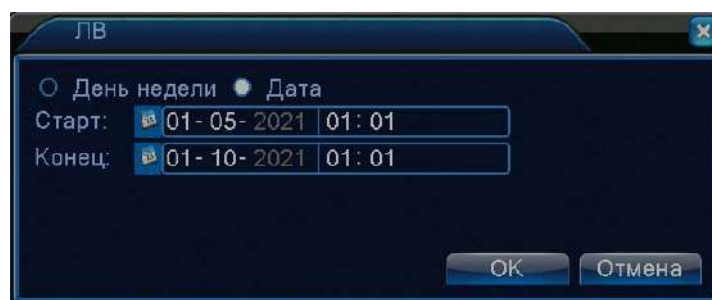 ЛВ
День недели Дата
Старт: 01-05-2021 01:01
Конец: 01-10-2021 01:01
OK Отмена